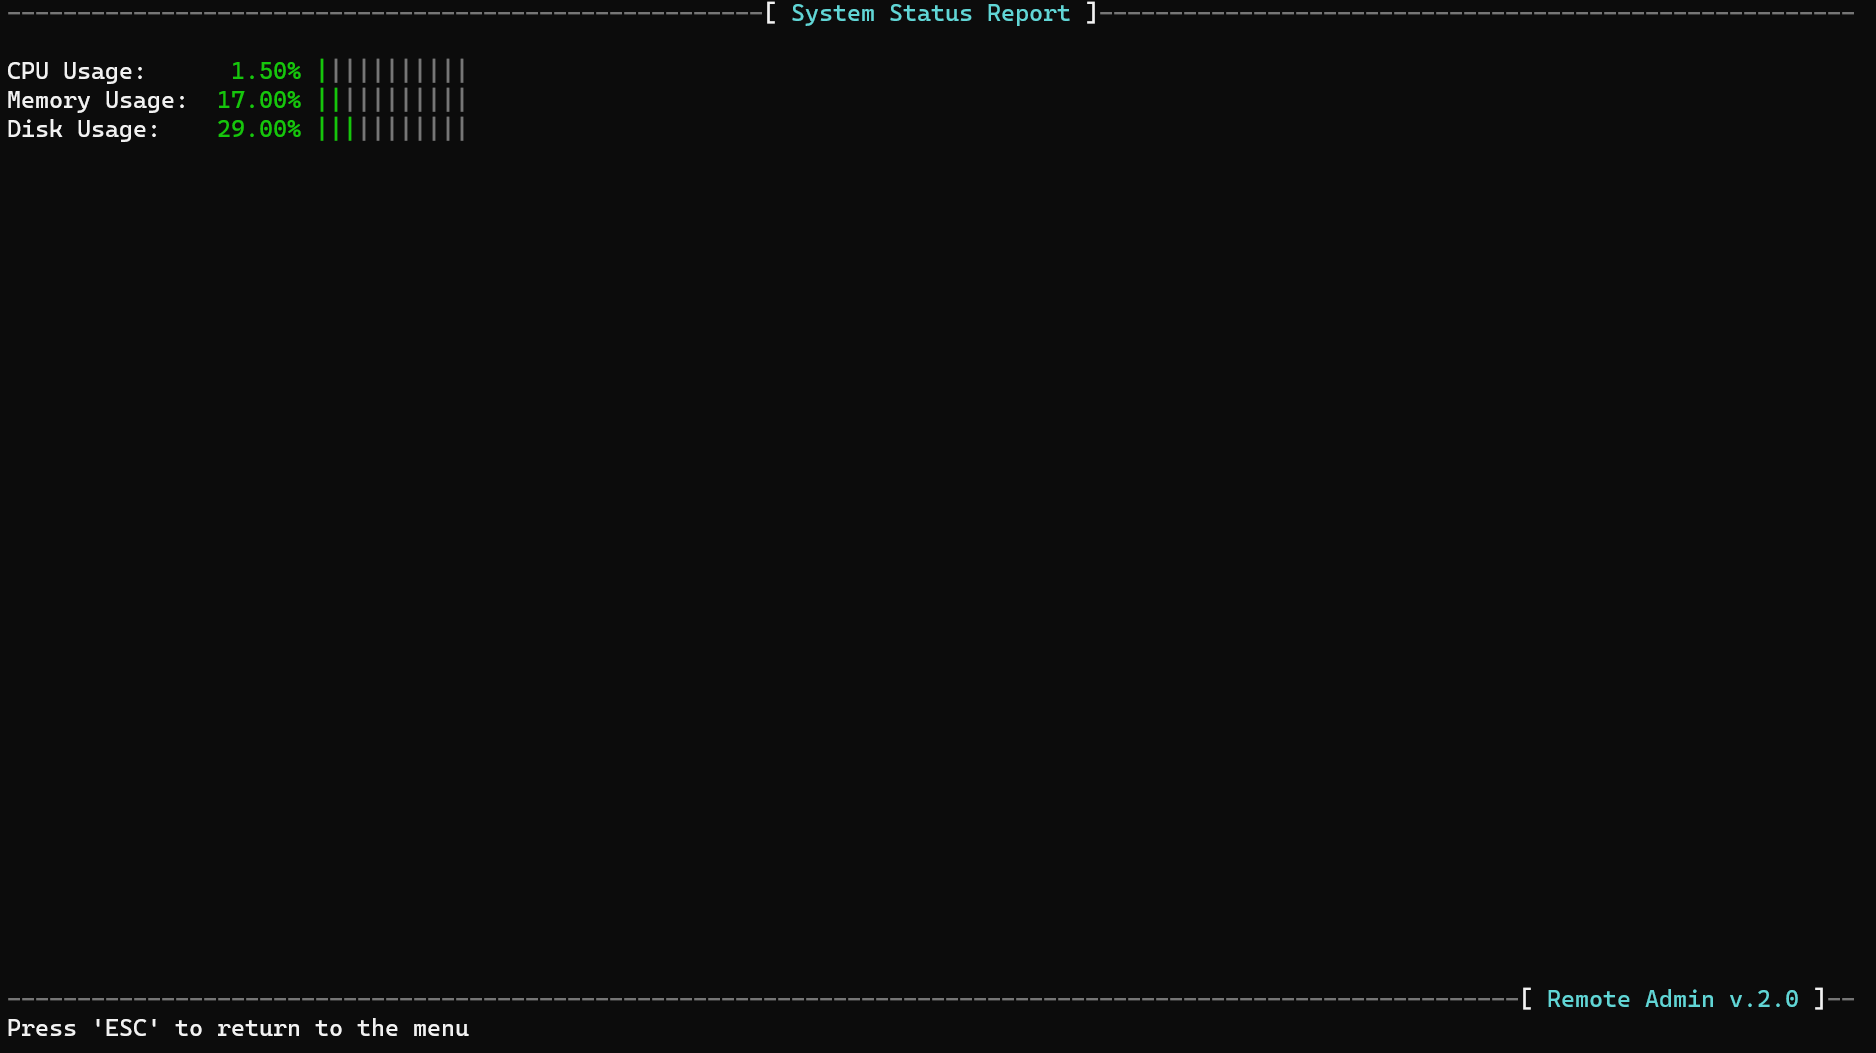 [ System Status Report ]
CPU Usage: 1.50% |||||||||||
Memory Usage: 17.00% |||||||||||
Disk Usage: 29.00% |||||||||||
[ Remote Admin v.2.0 ]
Press 'ESC' to return to the menu